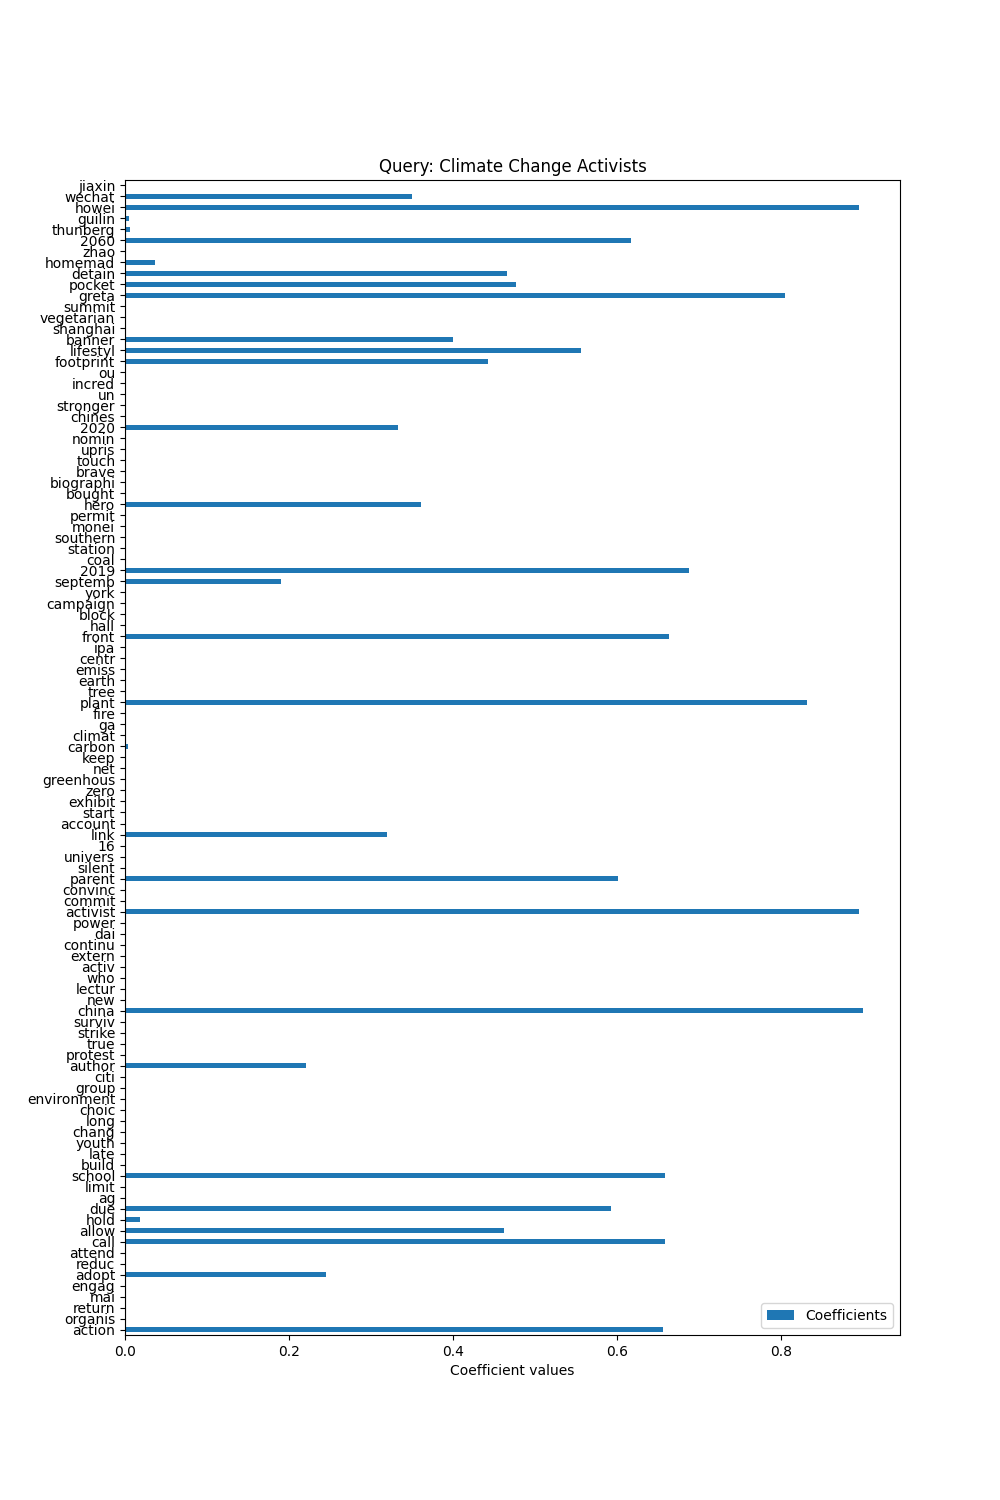 Query: Climate Change Activists
jiaxin
wechat
howei
guilin
thunberg
2060
zhao
homemad
detain
pocket
greta
summit
vegetarian
shanghai
banner
lifestyl
footprint
ou
incred
un
stronger
chines
2020
nomin
upris
touch
brave
biographi
bought
hero
permit
monei
southern
station
coal
2019
septemb
york
campaign
block
hall
front
ipa
centr
emiss
earth
tree
plant
fire
ga
climat
carbon
keep
net
greenhous
zero
exhibit
start
account
link
16
univers
silent
parent
convinc
commit
activist
power
dai
continu
extern
activ
who
lectur
new
china
surviv
strike
true
protest
author
citi
group
environment
choic
long
chang
youth
late
build
school
limit
ag
due
hold
allow
call
attend
reduc
adopt
engag
mai
return
organis
action
Coefficients
0.0 0.2 0.4 0.6 0.8
Coefficient values